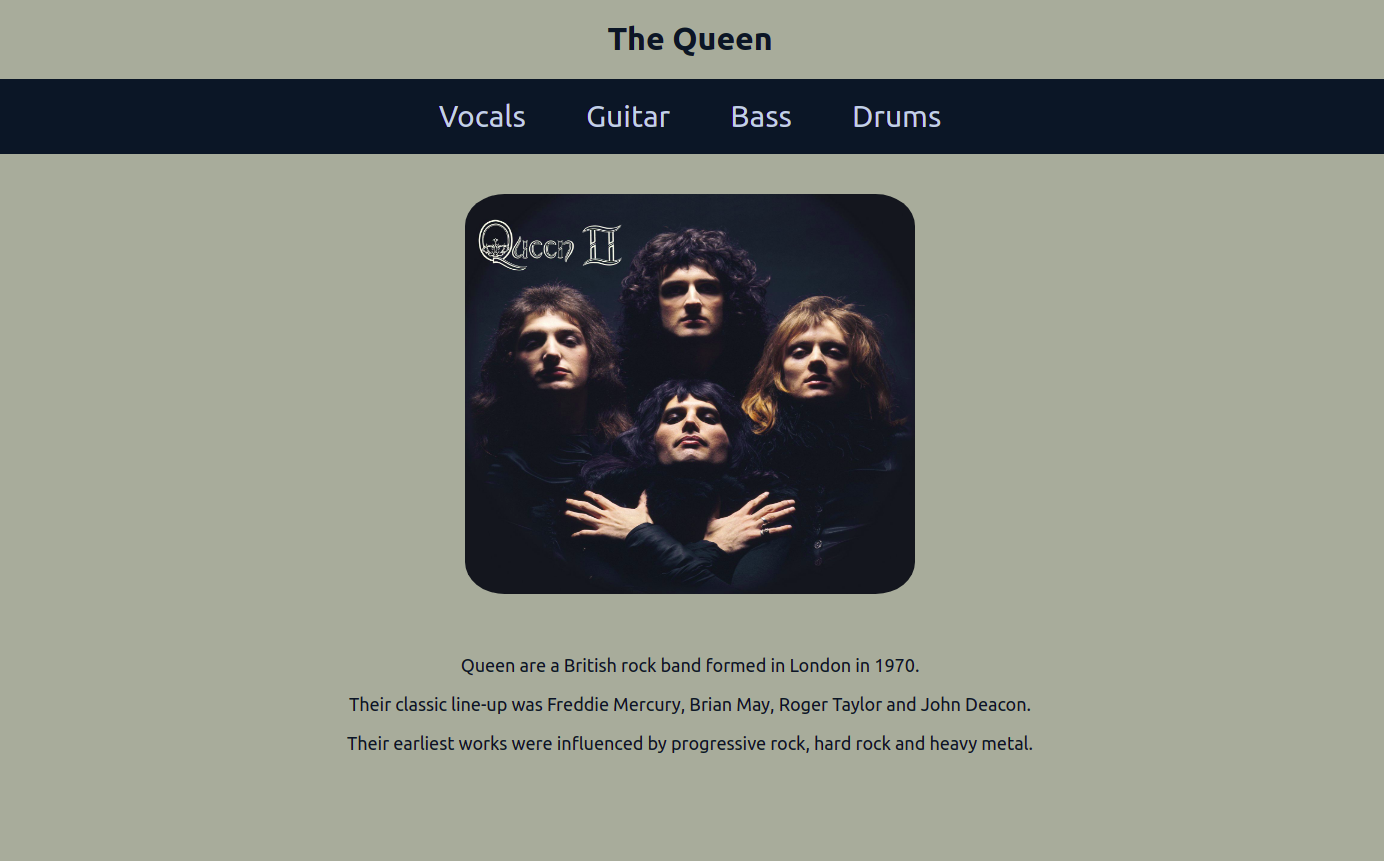 The Queen
Vocals Guitar Bass Drums
Queen II
Queen are a British rock band formed in London in 1970.
Their classic line-up was Freddie Mercury, Brian May, Roger Taylor and John Deacon.
Their earliest works were influenced by progressive rock, hard rock and heavy metal.